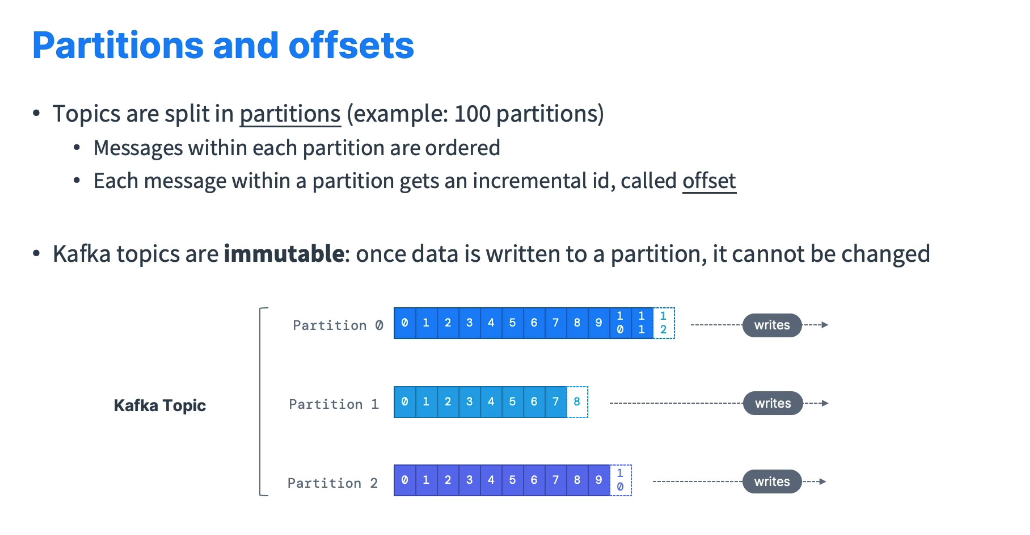 Partitions and offsets
• Topics are split in partitions (example: 100 partitions)
• Messages within each partition are ordered
• Each message within a partition gets an incremental id, called offset
• Kafka topics are immutable: once data is written to a partition, it cannot be changed
Kafka Topic
Partition 0 0 1 2 3 4 5 6 7 8 9 10 11 12 writes
Partition 1 0 1 2 3 4 5 6 7 8 writes
Partition 2 0 1 2 3 4 5 6 7 8 9 10 writes